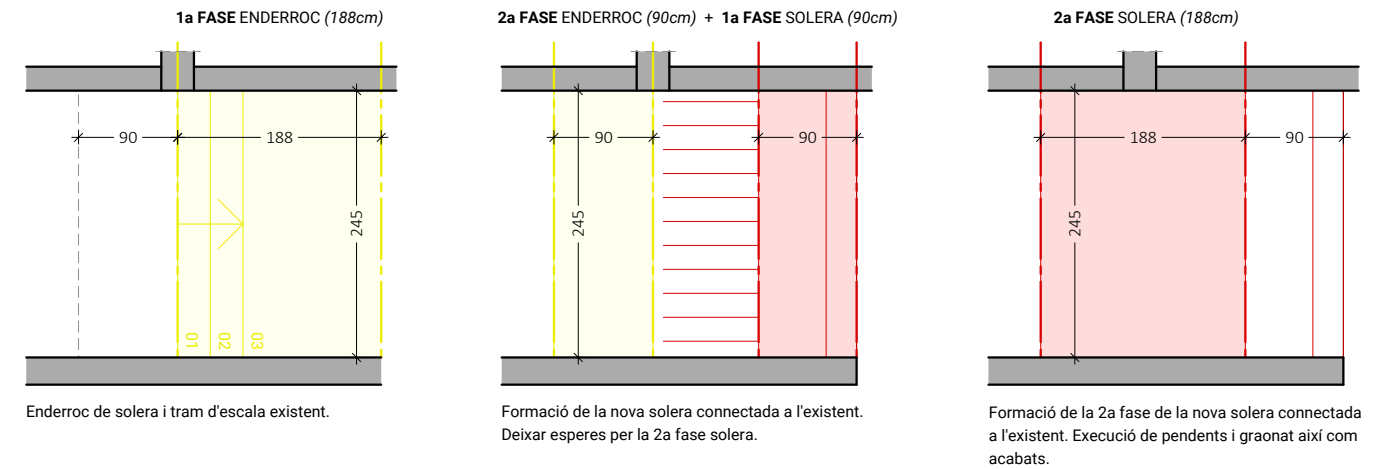 1a FASE ENDERROC (188cm)
90
188
245
01
02
03
Enderroc de solera i tram d'escala existent.
2a FASE ENDERROC (90cm) + 1a FASE SOLERA (90cm)
90
90
245
Formació de la nova solera connectada a l'existent.
Deixar esperes per la 2a fase solera.
2a FASE SOLERA (188cm)
188
90
245
Formació de la 2a fase de la nova solera connectada
a l'existent. Execució de pendents i graonat així com
acabats.